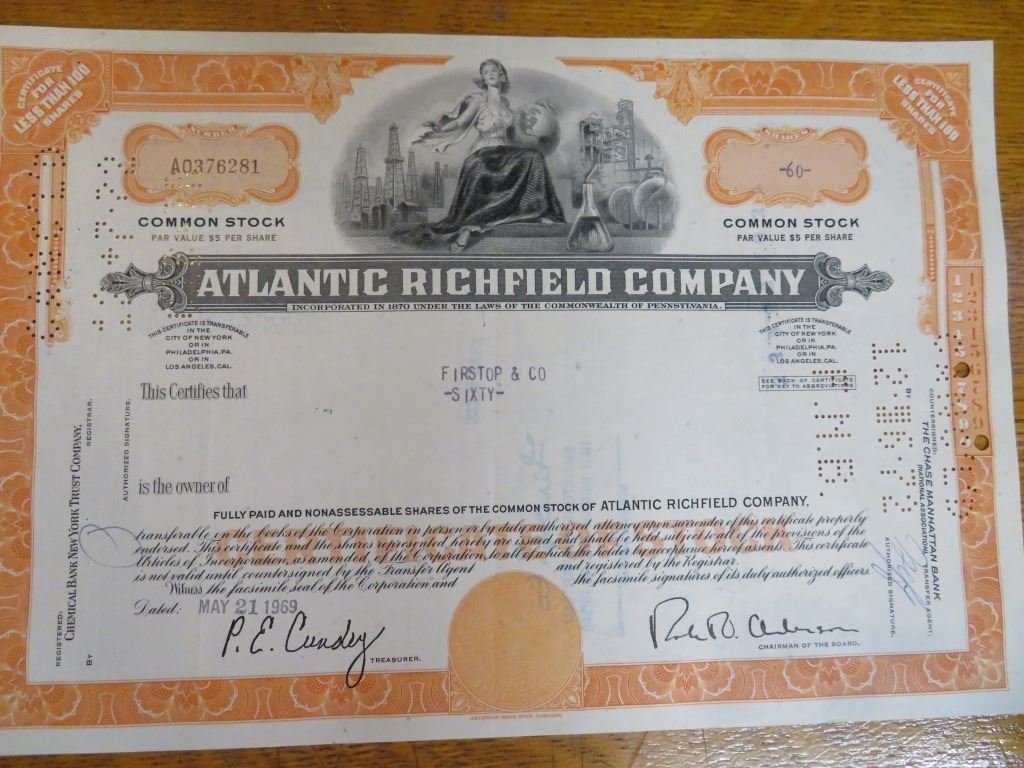 CERTIFICATE
FOR
LESS THAN 100
SHARES
CERTIFICATE
FOR
LESS THAN 100
SHARES
NUMBER
A0376281
SHARES
-60-
COMMON STOCK
PAR VALUE $5 PER SHARE
COMMON STOCK
PAR VALUE $5 PER SHARE
ATLANTIC RICHFIELD COMPANY
INCORPORATED IN 1870 UNDER THE LAWS OF THE COMMONWEALTH OF PENNSYLVANIA.
THIS CERTIFICATE IS TRANSFERABLE
IN THE
CITY OF NEW YORK
OR IN
PHILADELPHIA, PA.
OR IN
LOS ANGELES, CAL.
THIS CERTIFICATE IS TRANSFERABLE
IN THE
CITY OF NEW YORK
OR IN
PHILADELPHIA, PA.
OR IN
LOS ANGELES, CAL.
SEE BACK OF CERTIFICATE
FOR KEY TO ABBREVIATIONS
This Certifies that
FIRSTOP & CO
-SIXTY-
is the owner of
FULLY PAID AND NONASSESSABLE SHARES OF THE COMMON STOCK OF ATLANTIC RICHFIELD COMPANY,
transferable in the books of the Corporation in person or by duly authorized attorney upon surrender of this certificate properly
endorsed. This certificate and the shares represented hereby are issued and shall be held subject to all of the provisions of the
Articles of Incorporation, as amended, of the Corporation, to all of which the holder by acceptance hereof assents. This certificate
is not valid until countersigned by the Transfer Agent and registered by the Registrar.
Witness the facsimile seal of the Corporation and the facsimile signatures of its duly authorized officers.
Dated: MAY 21 1969
P. E. Cundey
TREASURER.
CHAIRMAN OF THE BOARD.
AMERICAN BANK NOTE COMPANY
REGISTERED:
CHEMICAL BANK NEW YORK TRUST COMPANY,
REGISTRAR,
BY
AUTHORIZED SIGNATURE.
COUNTERSIGNED:
THE CHASE MANHATTAN BANK
(NATIONAL ASSOCIATION),
TRANSFER AGENT,
BY
AUTHORIZED SIGNATURE.